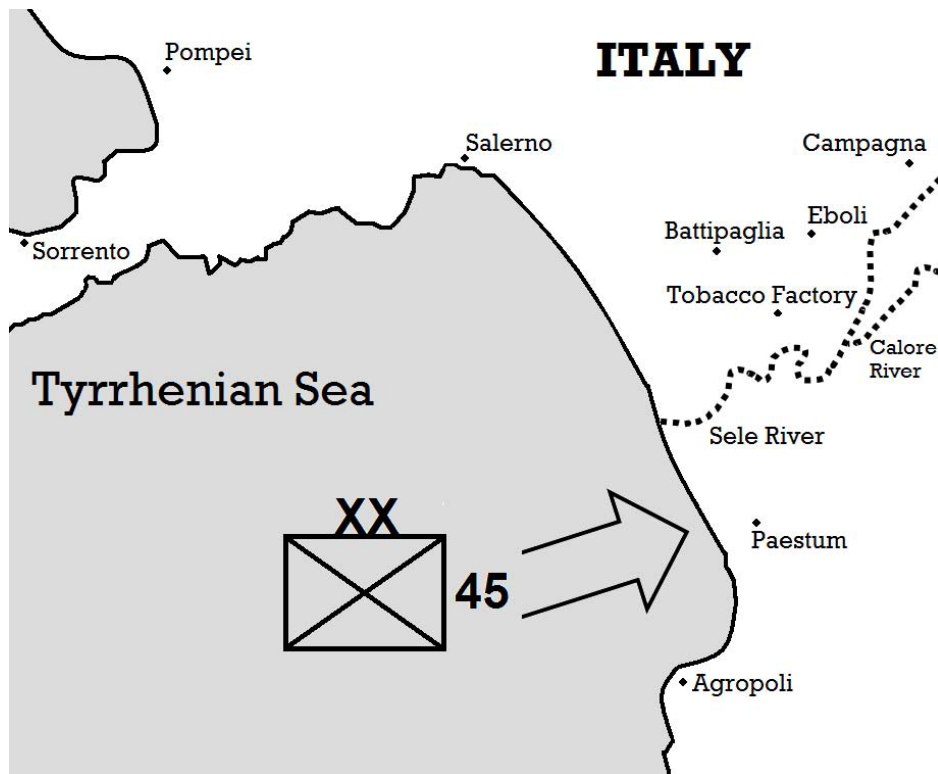 ITALY
Pompei
Salerno
Campagna
Eboli
Battipaglia
Sorrento
Tobacco Factory
Calore
River
Tyrrhenian Sea
Sele River
XX
45
Paestum
Agropoli